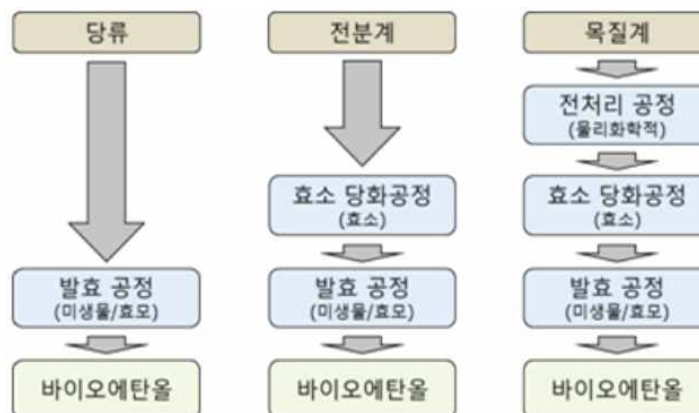 당류
전분계
목질계
전처리 공정
(물리화학적)
효소 당화공정
(효소)
효소 당화공정
(효소)
발효 공정
(미생물/효모)
발효 공정
(미생물/효모)
발효 공정
(미생물/효모)
바이오에탄올
바이오에탄올
바이오에탄올